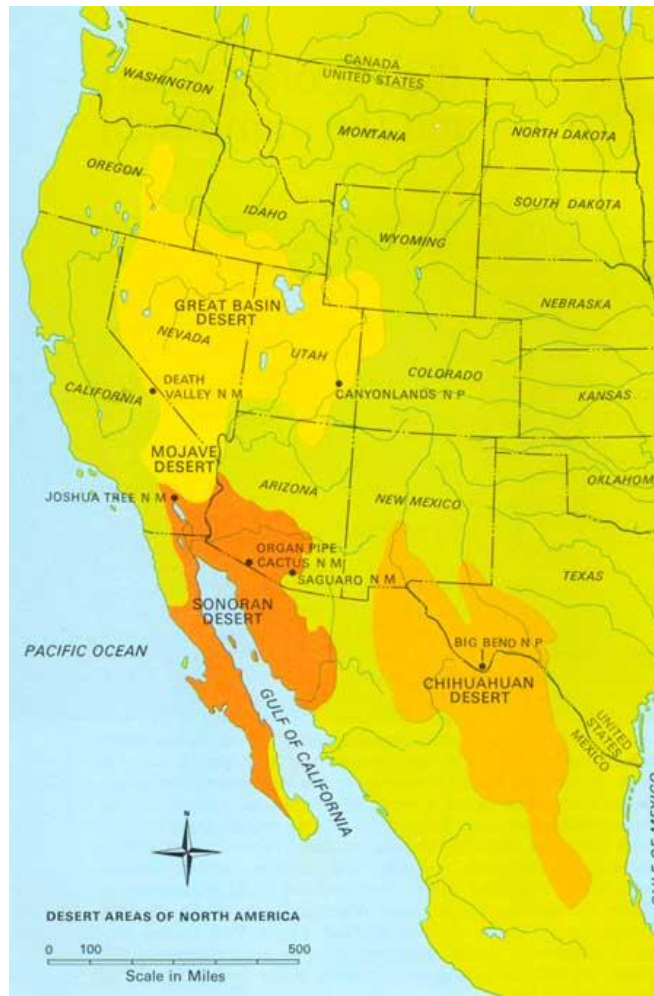 CANADA
UNITED STATES
WASHINGTON
MONTANA
NORTH DAKOTA
OREGON
IDAHO
SOUTH DAKOTA
WYOMING
GREAT BASIN
DESERT
NEVADA
NEBRASKA
UTAH
COLORADO
CALIFORNIA
DEATH
VALLEY N M
CANYONLANDS N P
KANSAS
MOJAVE
DESERT
JOSHUA TREE N M
ARIZONA
NEW MEXICO
OKLAHOM
ORGAN PIPE
CACTUS N M
SAGUARO N M
TEXAS
SONORAN
DESERT
PACIFIC OCEAN
BIG BEND N P
CHIHUAHUAN
DESERT
GULF OF CALIFORNIA
UNITED
STATES
MEXICO
GULF OF MEXICO
N
DESERT AREAS OF NORTH AMERICA
0 100 500
Scale in Miles